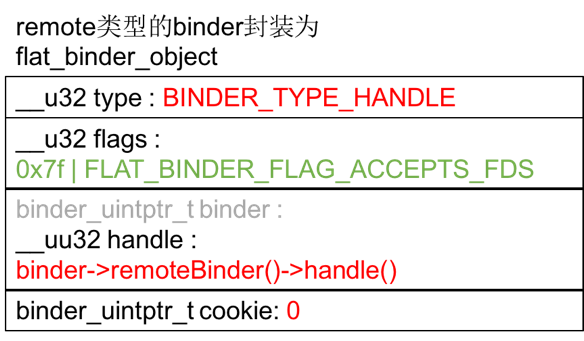 remote类型的binder封装为
flat_binder_object
__u32 type : BINDER_TYPE_HANDLE
__u32 flags :
0x7f | FLAT_BINDER_FLAG_ACCEPTS_FDS
binder_uintptr_t binder :
__uu32 handle :
binder->remoteBinder()->handle()
binder_uintptr_t cookie: 0